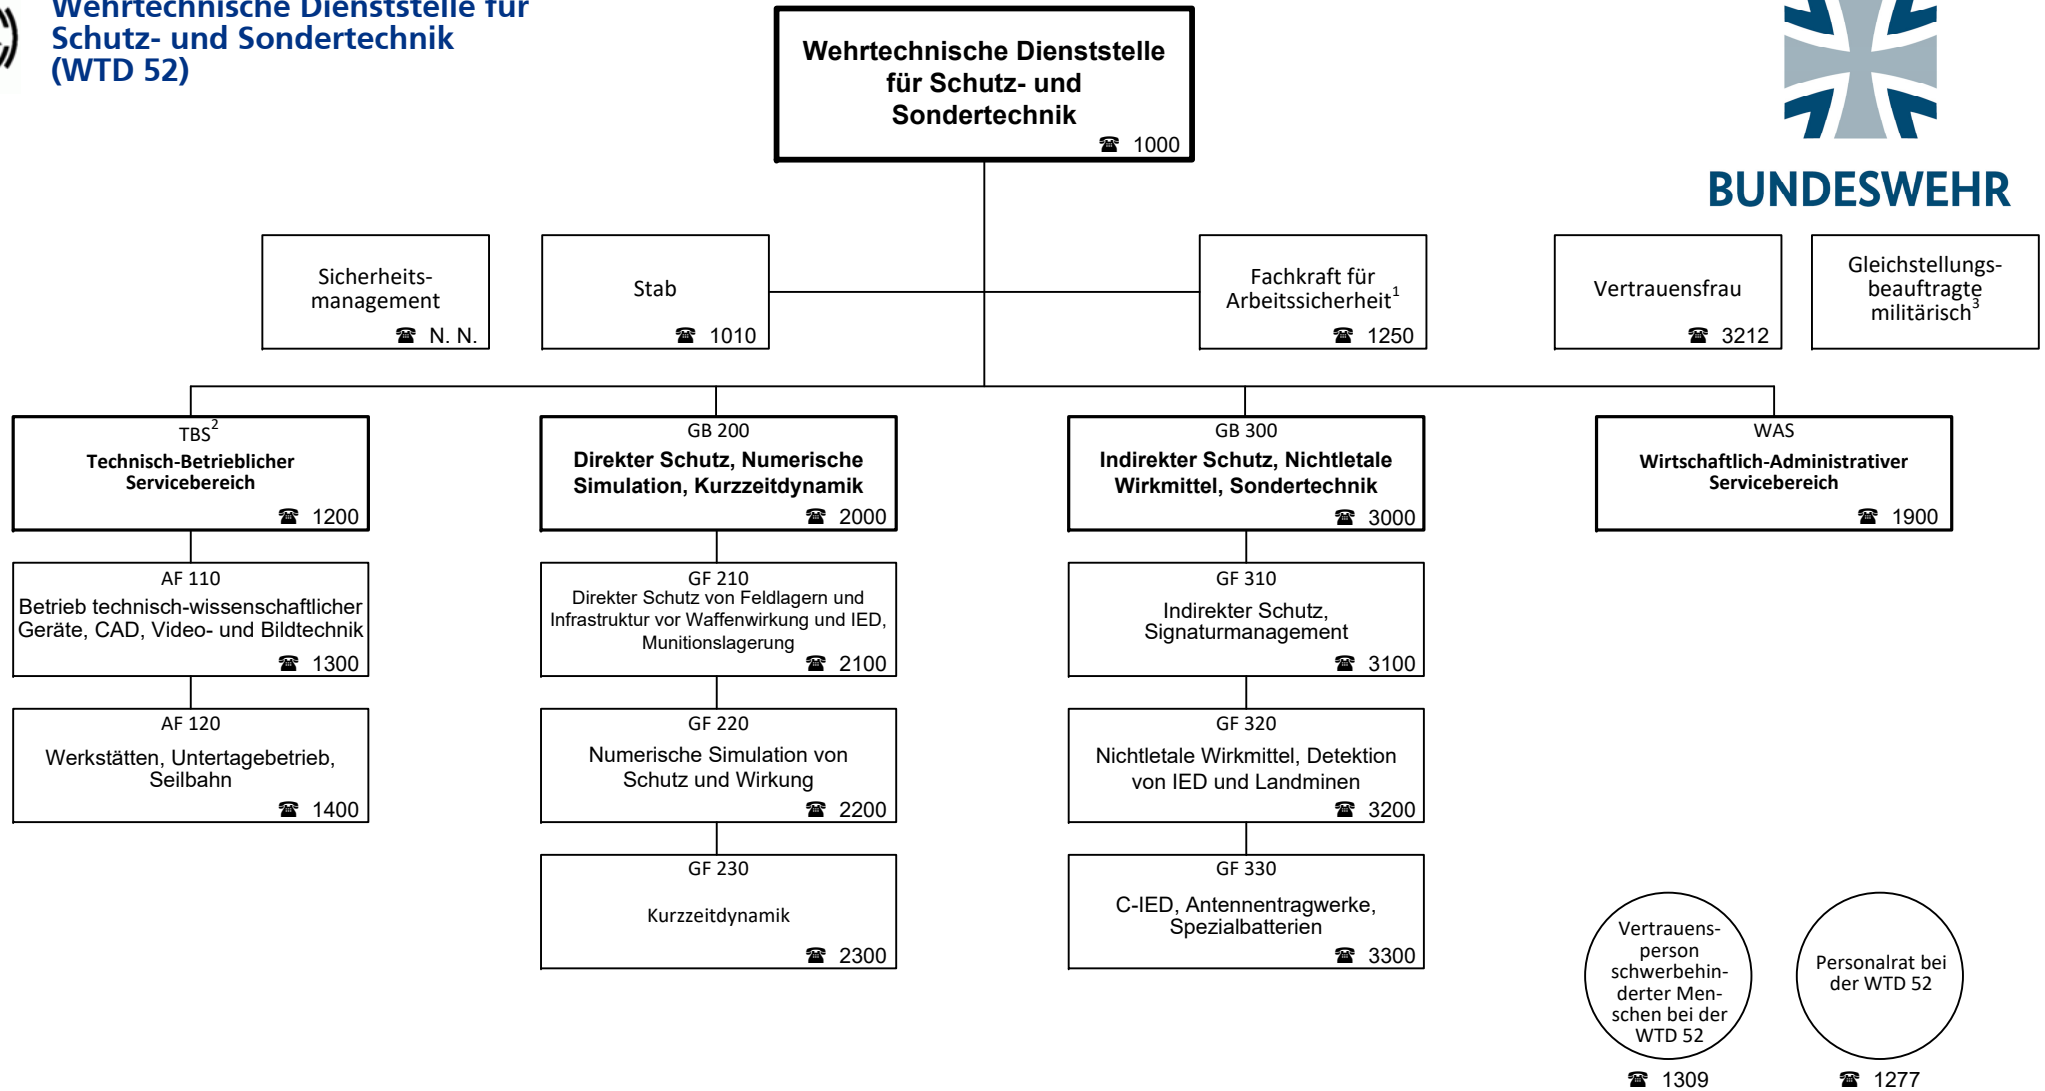 Wehrtechnische Dienststelle für
Schutz- und Sondertechnik
(WTD 52)
Wehrtechnische Dienststelle
für Schutz- und
Sondertechnik
☎ 1000
BUNDESWEHR
Sicherheits-
management
☎ N. N.
Stab
☎ 1010
Fachkraft für
Arbeitssicherheit¹
☎ 1250
Vertrauensfrau
☎ 3212
Gleichstellungs-
beauftragte
militärisch³
TBS²
Technisch-Betrieblicher
Servicebereich
☎ 1200
GB 200
Direkter Schutz, Numerische
Simulation, Kurzzeitdynamik
☎ 2000
GB 300
Indirekter Schutz, Nichtletale
Wirkmittel, Sondertechnik
☎ 3000
WAS
Wirtschaftlich-Administrativer
Servicebereich
☎ 1900
AF 110
Betrieb technisch-wissenschaftlicher
Geräte, CAD, Video- und Bildtechnik
☎ 1300
GF 210
Direkter Schutz von Feldlagern und
Infrastruktur vor Waffenwirkung und IED,
Munitionslagerung
☎ 2100
GF 310
Indirekter Schutz,
Signaturmanagement
☎ 3100
AF 120
Werkstätten, Untertagebetrieb,
Seilbahn
☎ 1400
GF 220
Numerische Simulation von
Schutz und Wirkung
☎ 2200
GF 320
Nichtletale Wirkmittel, Detektion
von IED und Landminen
☎ 3200
GF 230
Kurzzeitdynamik
☎ 2300
GF 330
C-IED, Antennentragwerke,
Spezialbatterien
☎ 3300
Vertrauens-
person
schwerbehin-
derter Men-
schen bei der
WTD 52
☎ 1309
Personalrat bei
der WTD 52
☎ 1277